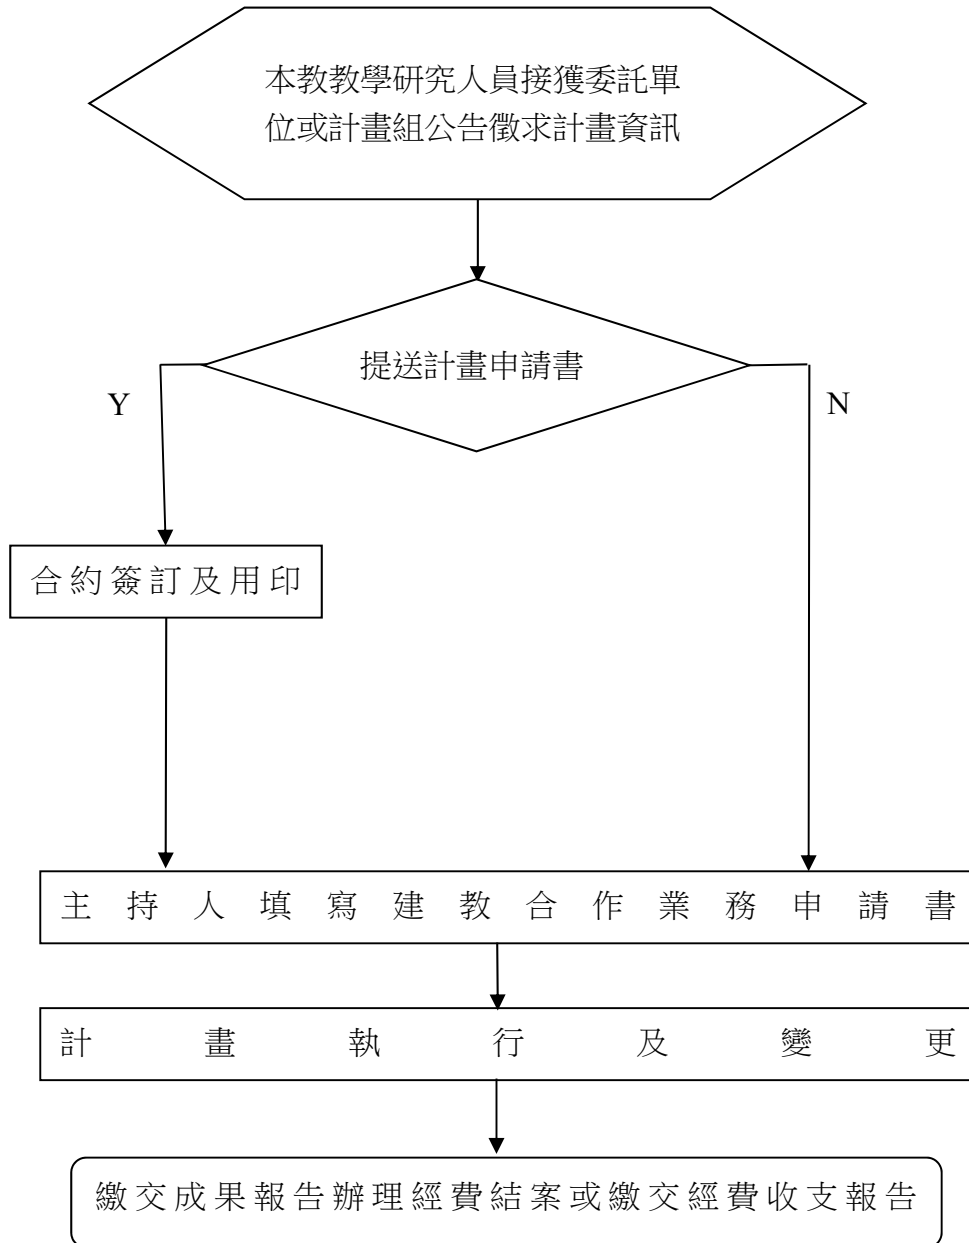 本教教學研究人員接獲委託單
位或計畫組公告徵求計畫資訊
提送計畫申請書
Y
N
合約簽訂及用印
主持人填寫建教合作業務申請書
計畫執行及變更
繳交成果報告辦理經費結案或繳交經費收支報告